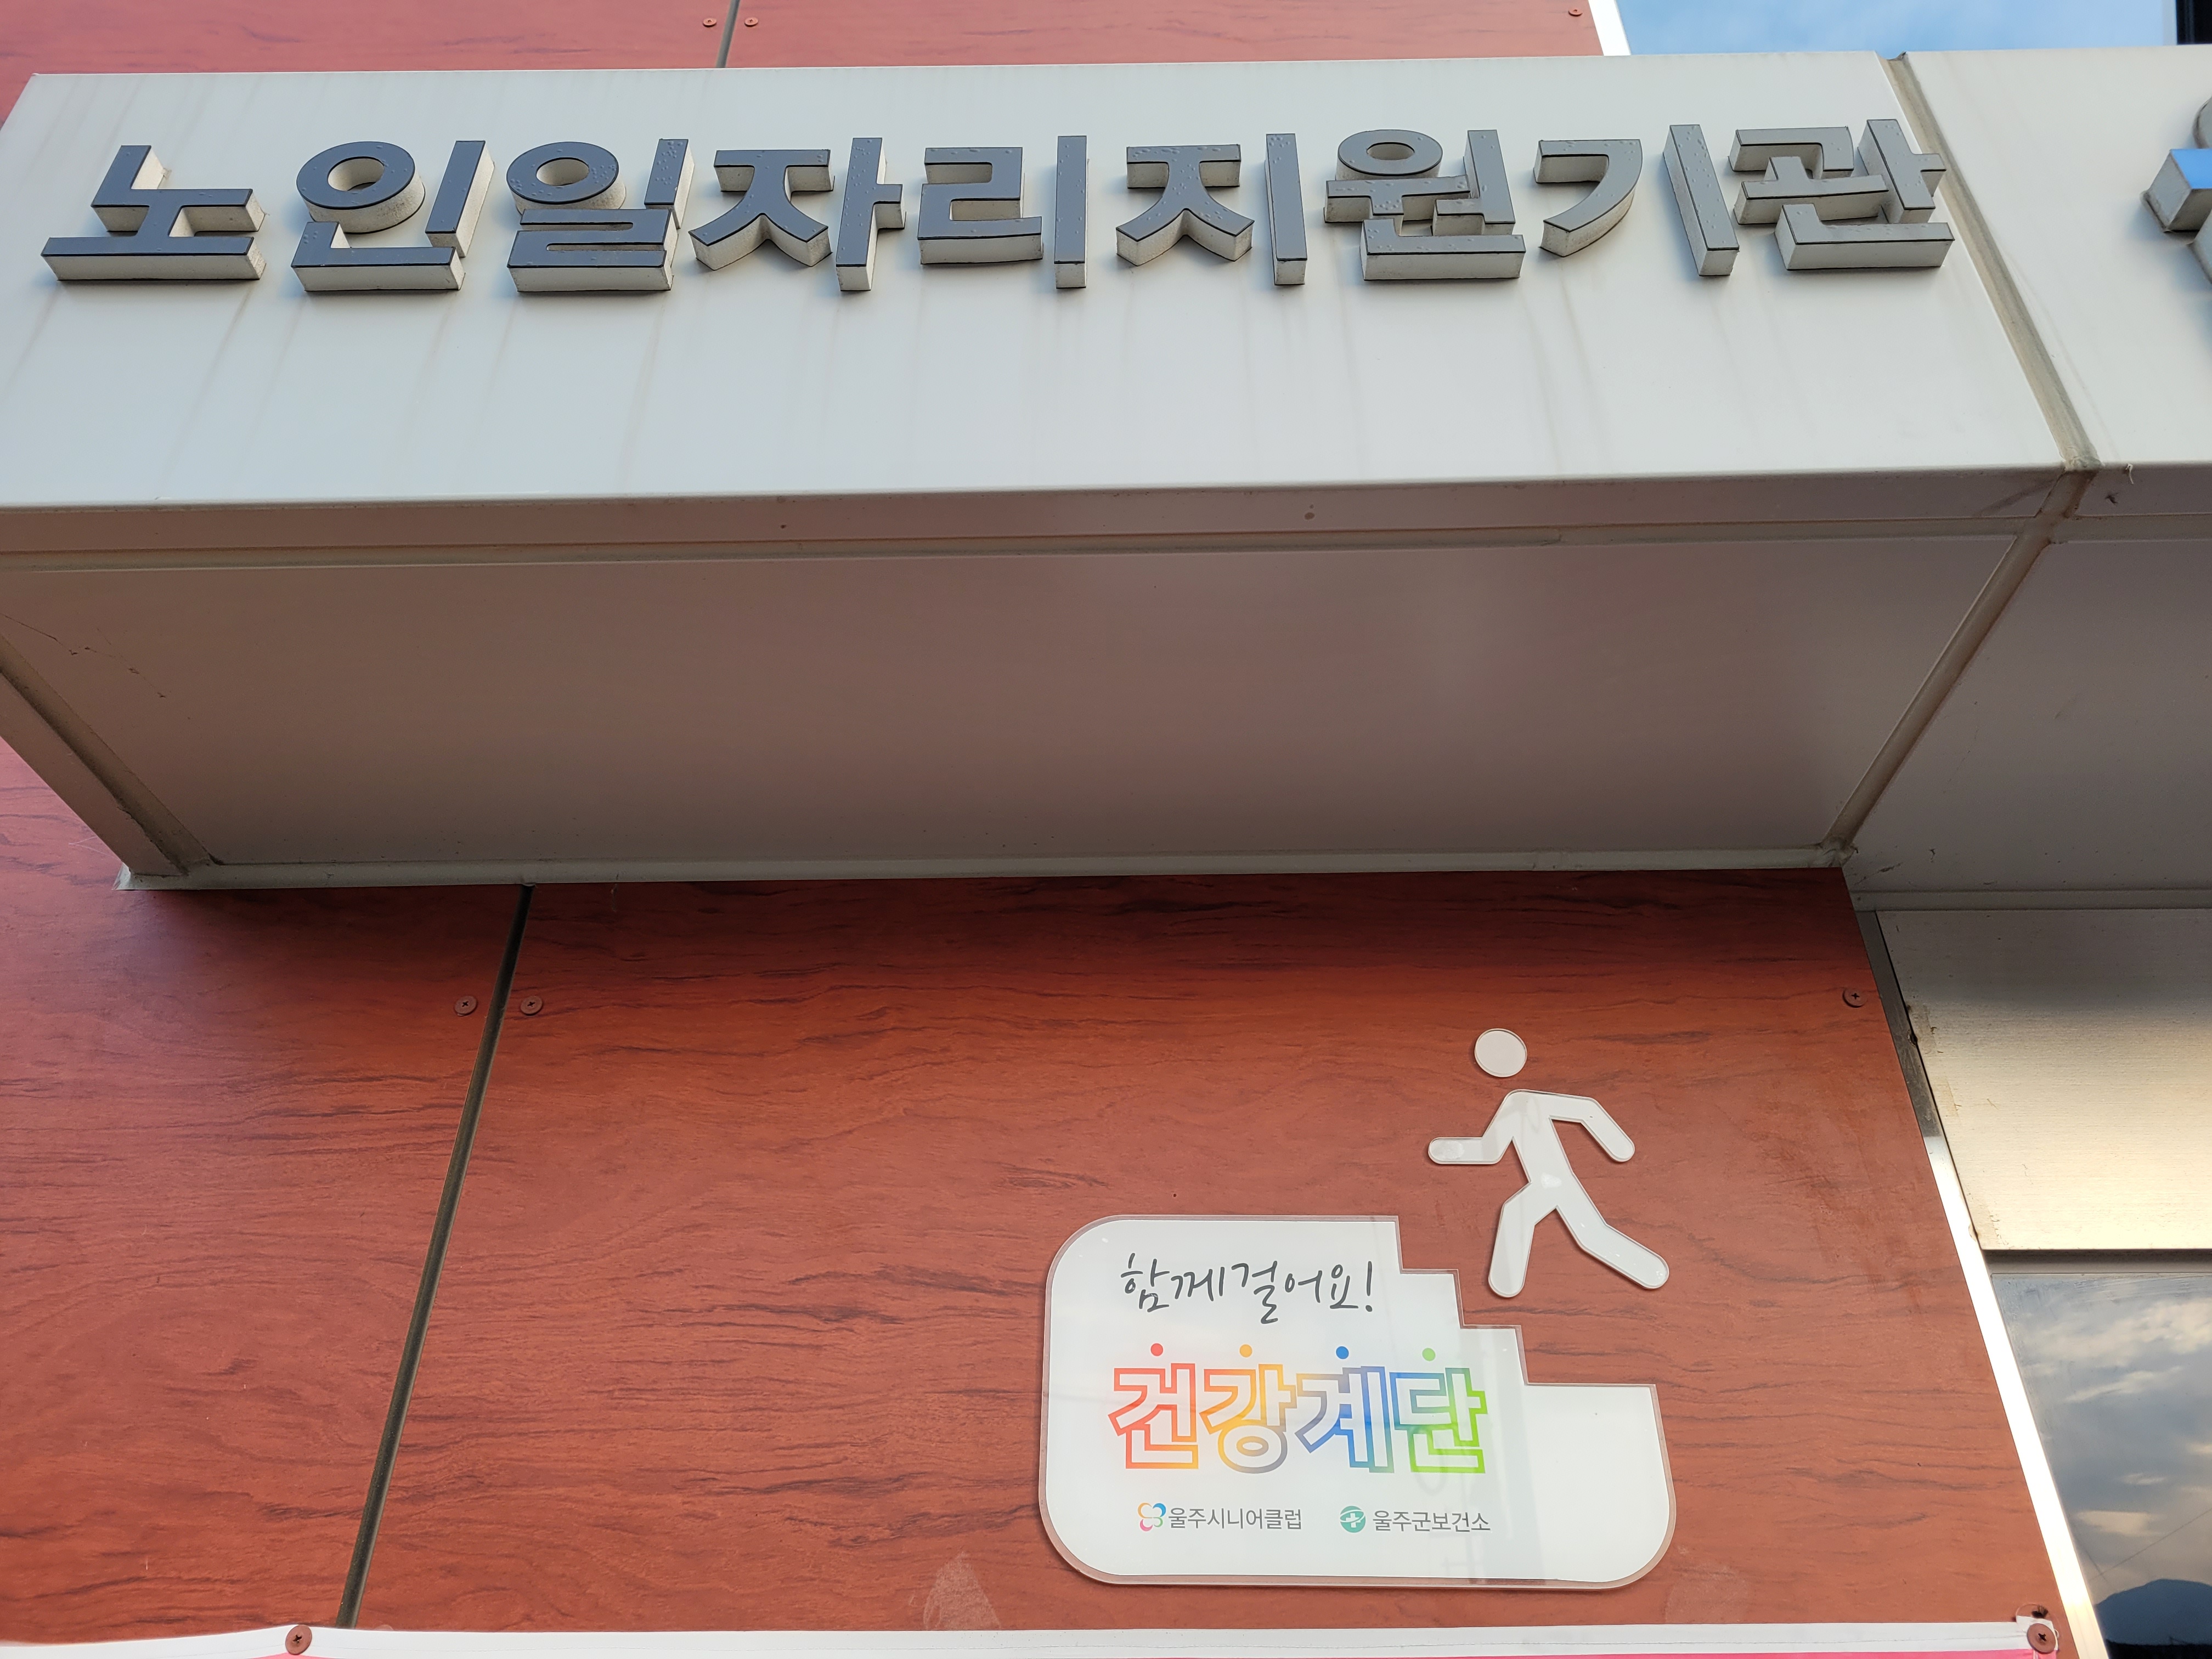 노인일자리지원기관
함께걸어요!
건강계단
울주시니어클럽 울주군보건소